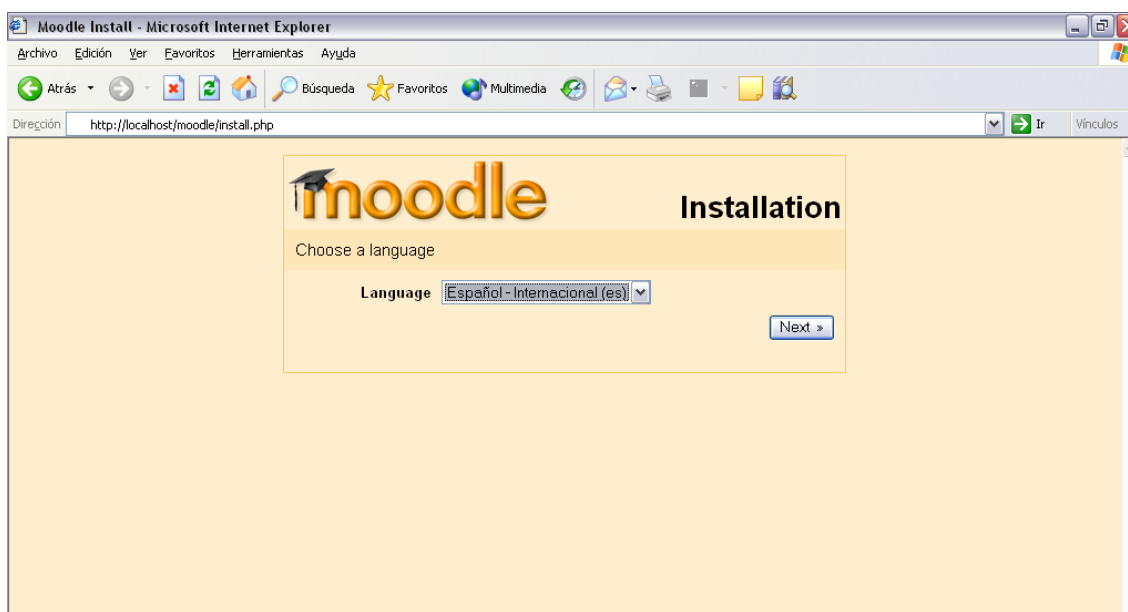 Moodle Install - Microsoft Internet Explorer
Archivo Edición Ver Favoritos Herramientas Ayuda
Atrás Búsqueda Favoritos Multimedia
Dirección http://localhost/moodle/install.php Ir Vínculos
moodle Installation
Choose a language
Language Español - Internacional (es)
Next »